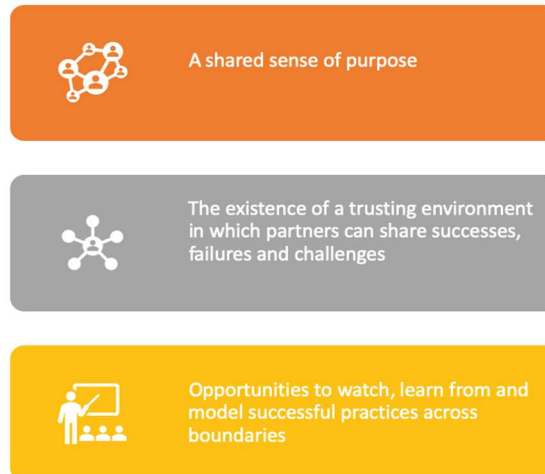 A shared sense of purpose
The existence of a trusting environment
in which partners can share successes,
failures and challenges
Opportunities to watch, learn from and
model successful practices across
boundaries